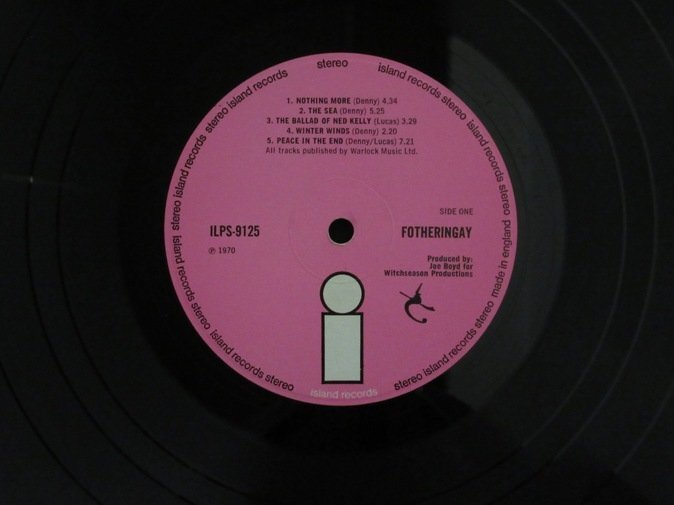 stereo
island records
stereo
island records
stereo
island records
stereo
island records
stereo
island records
stereo
island records
stereo
island records
stereo
island records
made in england
1. NOTHING MORE (Denny) 4.34
2. THE SEA (Denny) 5.25
3. THE BALLAD OF NED KELLY (Lucas) 3.29
4. WINTER WINDS (Denny) 2.20
5. PEACE IN THE END (Denny/Lucas) 7.21
All tracks published by Warlock Music Ltd.
SIDE ONE
ILPS-9125
FOTHERINGAY
℗ 1970
Produced by:
Joe Boyd for
Witchseason Productions
i
island records